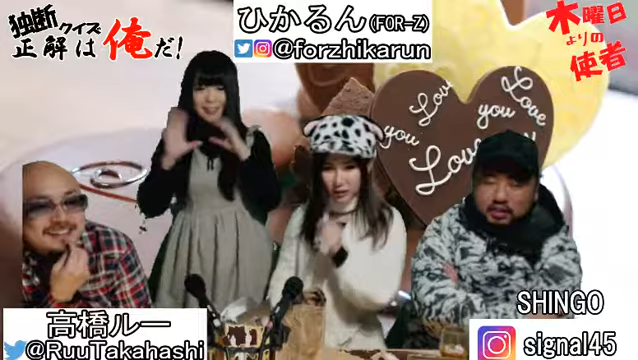 独断クイズ
正解は俺だ!
ひかるん(FOR-Z)
@forzhikarun
木曜日
よりの
使者
Love
you
Love
you
Love
高橋ルー
@RuuTakahashi
SHINGO
signal45